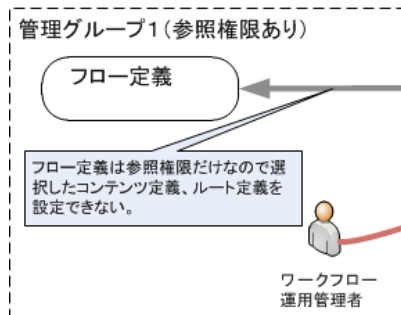 管理グループ1（参照権限あり）
フロー定義
フロー定義は参照権限だけなので選
択したコンテンツ定義、ルート定義を
設定できない。
ワークフロー
運用管理者